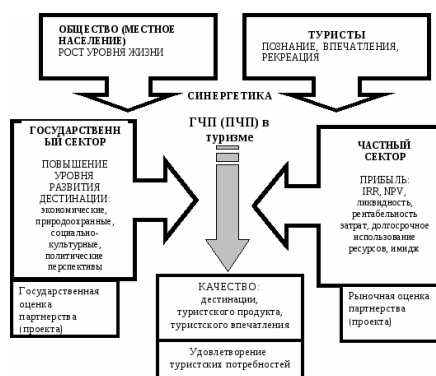 ОБЩЕСТВО (МЕСТНОЕ
НАСЕЛЕНИЕ)
РОСТ УРОВНЯ ЖИЗНИ
ТУРИСТЫ
ПОЗНАНИЕ, ВПЕЧАТЛЕНИЯ,
РЕКРЕАЦИЯ
СИНЕРГЕТИКА
ГЧП (ПЧП) в
туризме
ГОСУДАРСТВЕНН
ЫЙ СЕКТОР
ПОВЫШЕНИЕ
УРОВНЯ
РАЗВИТИЯ
ДЕСТИНАЦИИ:
экономические,
природоохранные,
социально-
культурные,
политические
перспективы
Государственная
оценка
партнерства
(проекта)
ЧАСТНЫЙ
СЕКТОР
ПРИБЫЛЬ:
IRR, NPV,
ликвидность,
рентабельность
затрат, долгосрочное
использование
ресурсов, имидж
Рыночная оценка
партнерства
(проекта)
КАЧЕСТВО:
дестинации,
туристского продукта,
туристского впечатления
Удовлетворение
туристских потребностей